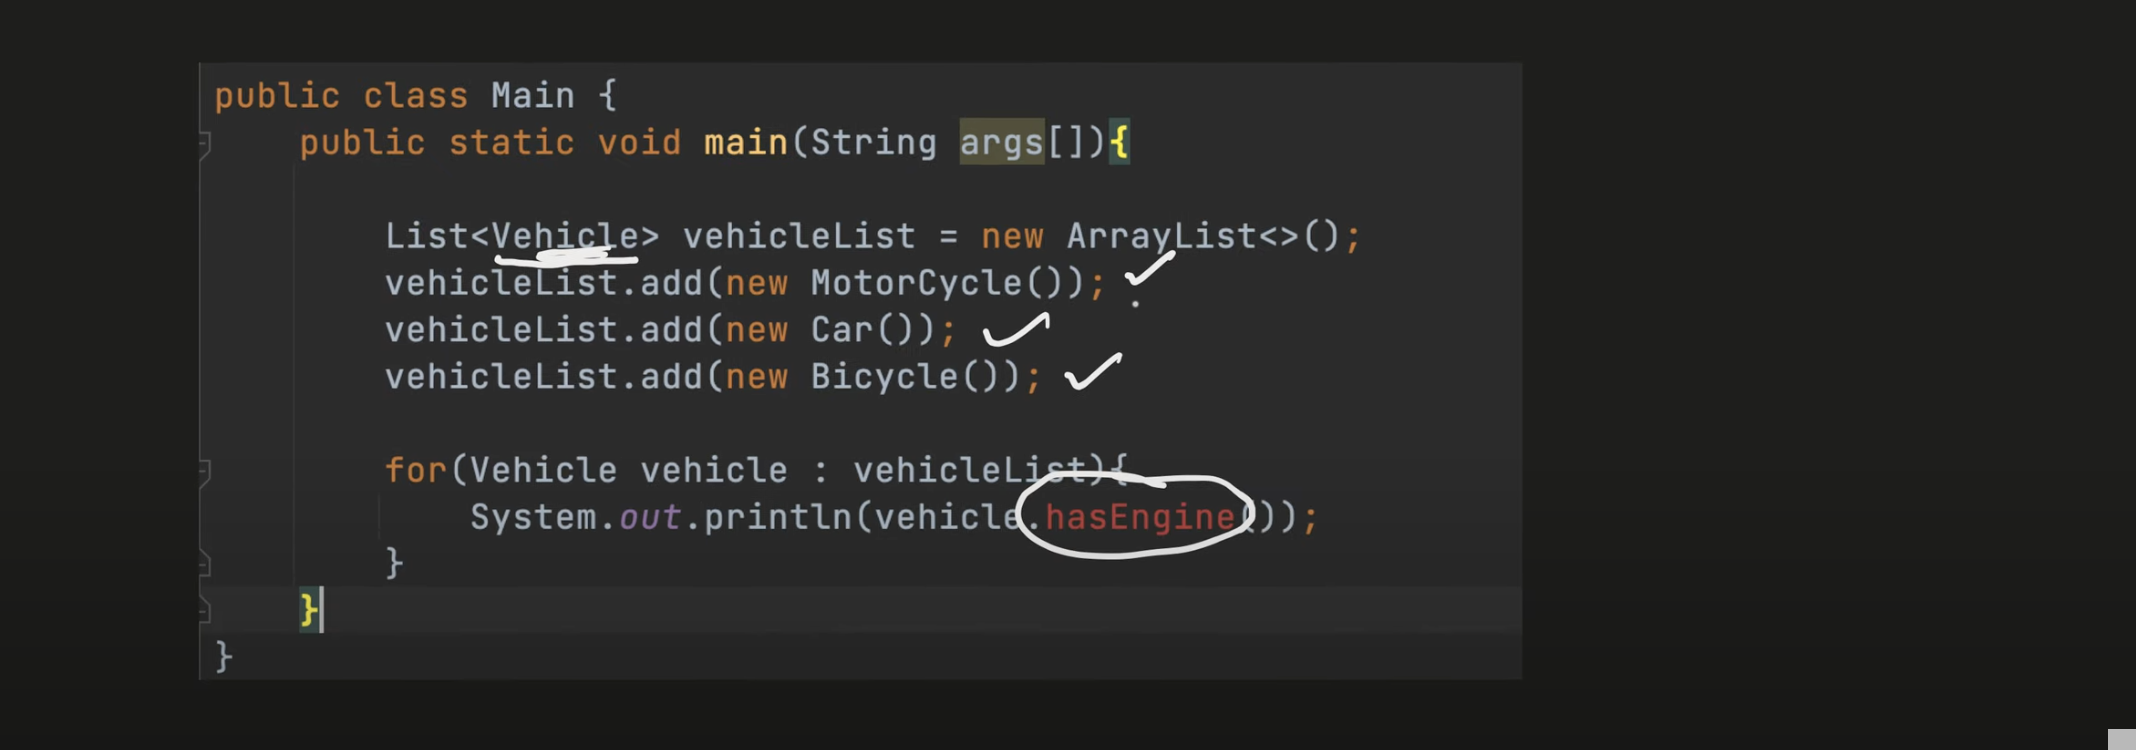 public class Main {
public static void main(String args[]){
List<Vehicle> vehicleList = new ArrayList<>();
vehicleList.add(new MotorCycle());
vehicleList.add(new Car());
vehicleList.add(new Bicycle());
for(Vehicle vehicle : vehicleList){
System.out.println(vehicle.hasEngine());
}
}
}